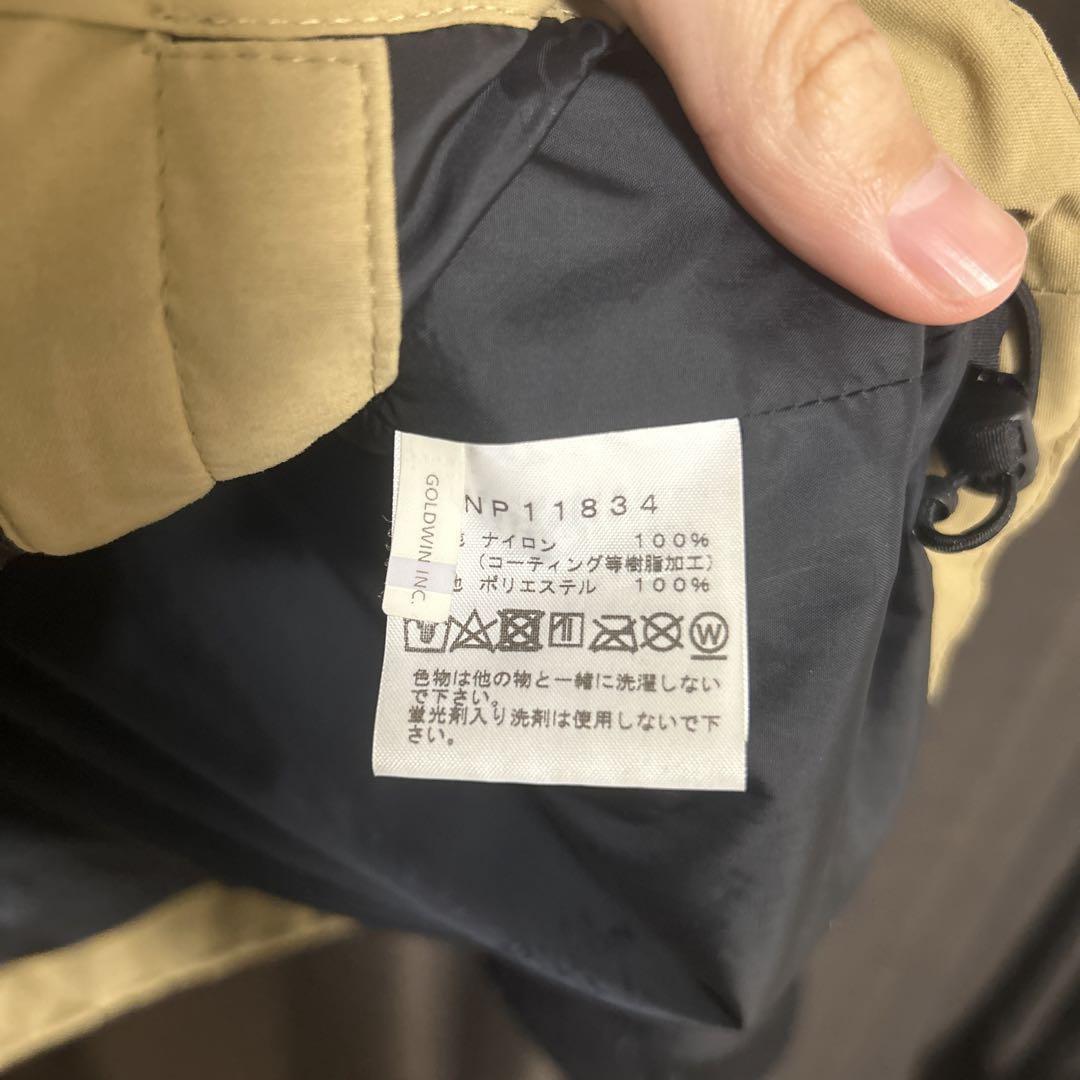 GOLDWIN INC.
NP11834
ナイロン 100%
(コーティング等樹脂加工)
地 ポリエステル 100%
W
色物は他の物と一緒に洗濯しない
で下さい。
蛍光剤入り洗剤は使用しないで下
さい。